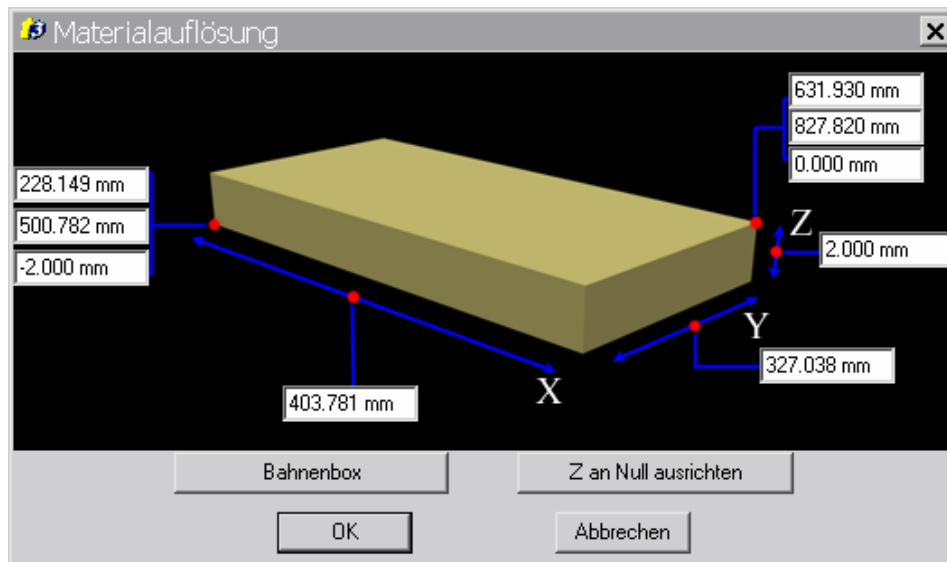 Materialauflösung
631.930 mm
827.820 mm
0.000 mm
228.149 mm
500.782 mm
-2.000 mm
Z
2.000 mm
Y
327.038 mm
X
403.781 mm
Bahnenbox
Z an Null ausrichten
OK
Abbrechen